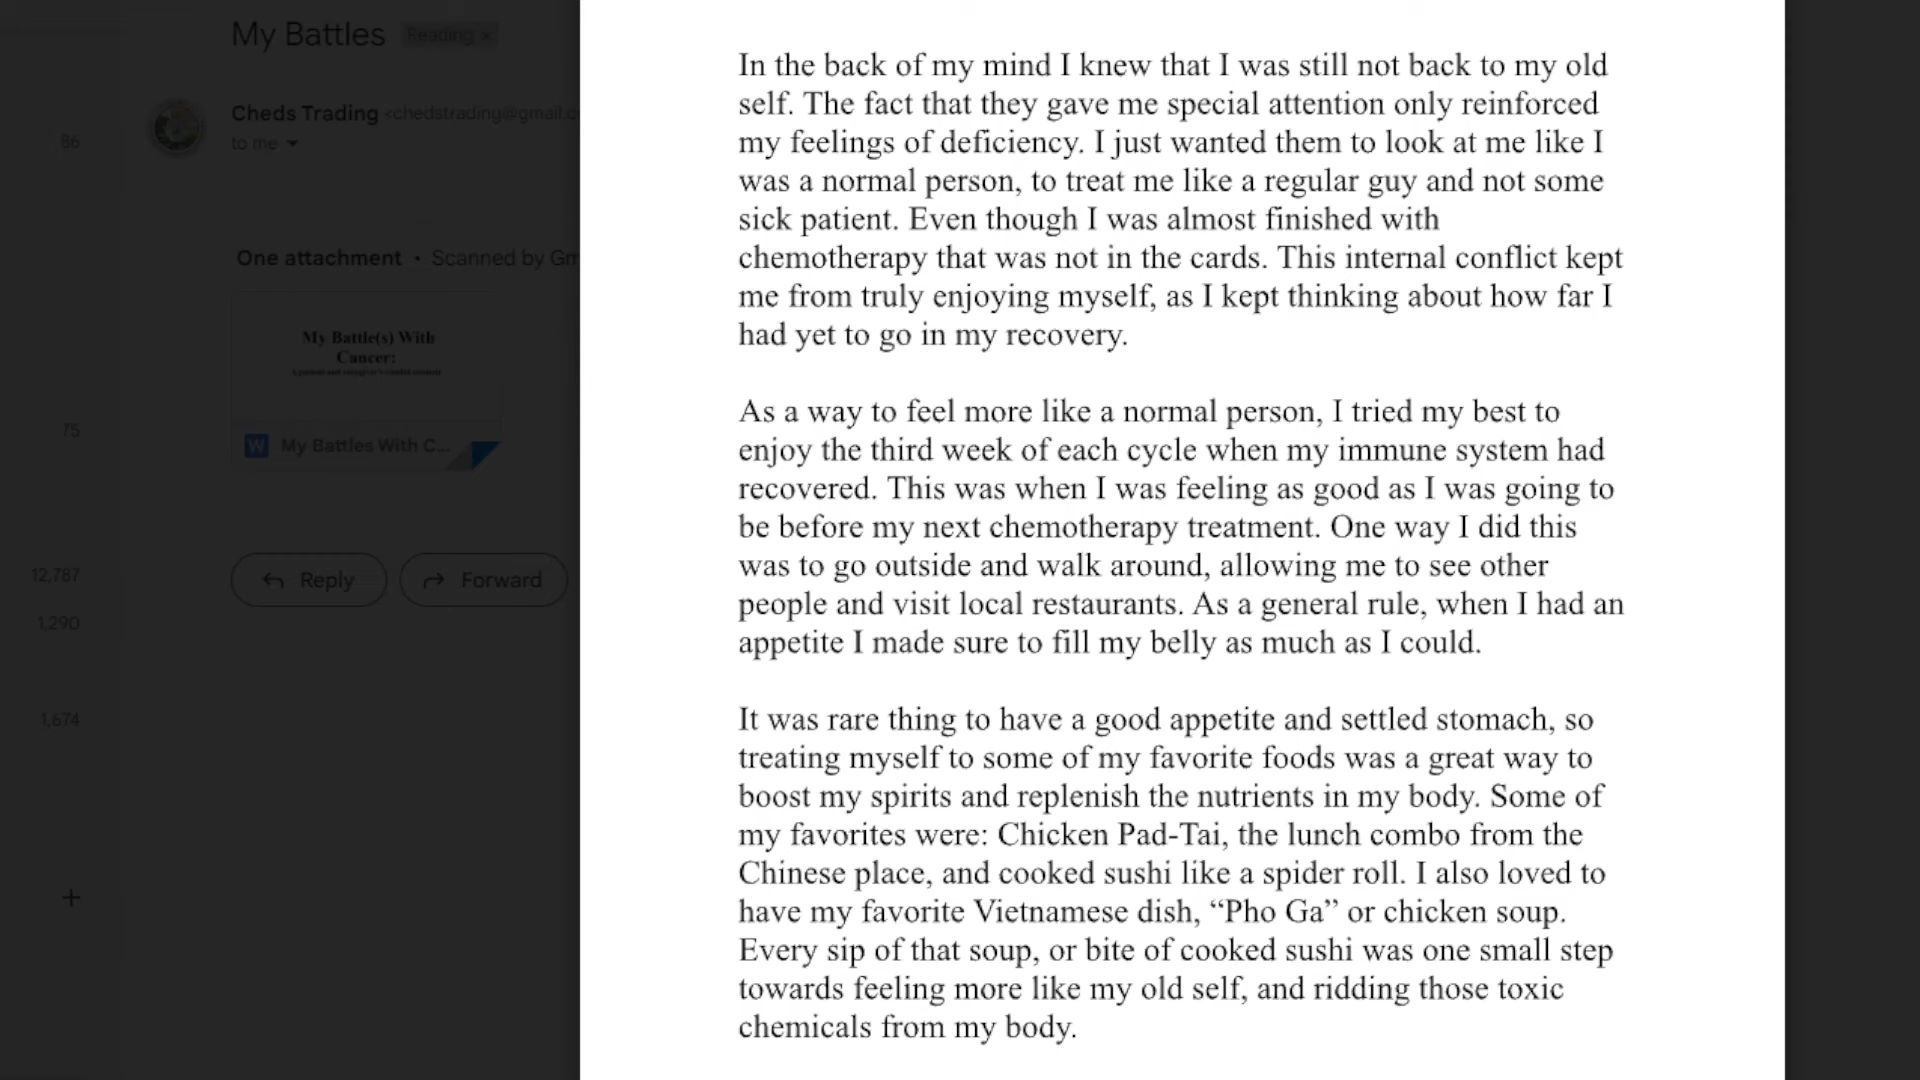 My Battles Reading ×
Cheds Trading <chedstrading@gmail.c
to me
86
One attachment • Scanned by Gm
My Battle(s) With
Cancer:
A patient and caregiver's candid memoir
75
W My Battles With C...
12,787
Reply Forward
1,290
1,674
+
In the back of my mind I knew that I was still not back to my old
self. The fact that they gave me special attention only reinforced
my feelings of deficiency. I just wanted them to look at me like I
was a normal person, to treat me like a regular guy and not some
sick patient. Even though I was almost finished with
chemotherapy that was not in the cards. This internal conflict kept
me from truly enjoying myself, as I kept thinking about how far I
had yet to go in my recovery.
As a way to feel more like a normal person, I tried my best to
enjoy the third week of each cycle when my immune system had
recovered. This was when I was feeling as good as I was going to
be before my next chemotherapy treatment. One way I did this
was to go outside and walk around, allowing me to see other
people and visit local restaurants. As a general rule, when I had an
appetite I made sure to fill my belly as much as I could.
It was rare thing to have a good appetite and settled stomach, so
treating myself to some of my favorite foods was a great way to
boost my spirits and replenish the nutrients in my body. Some of
my favorites were: Chicken Pad-Tai, the lunch combo from the
Chinese place, and cooked sushi like a spider roll. I also loved to
have my favorite Vietnamese dish, “Pho Ga” or chicken soup.
Every sip of that soup, or bite of cooked sushi was one small step
towards feeling more like my old self, and ridding those toxic
chemicals from my body.